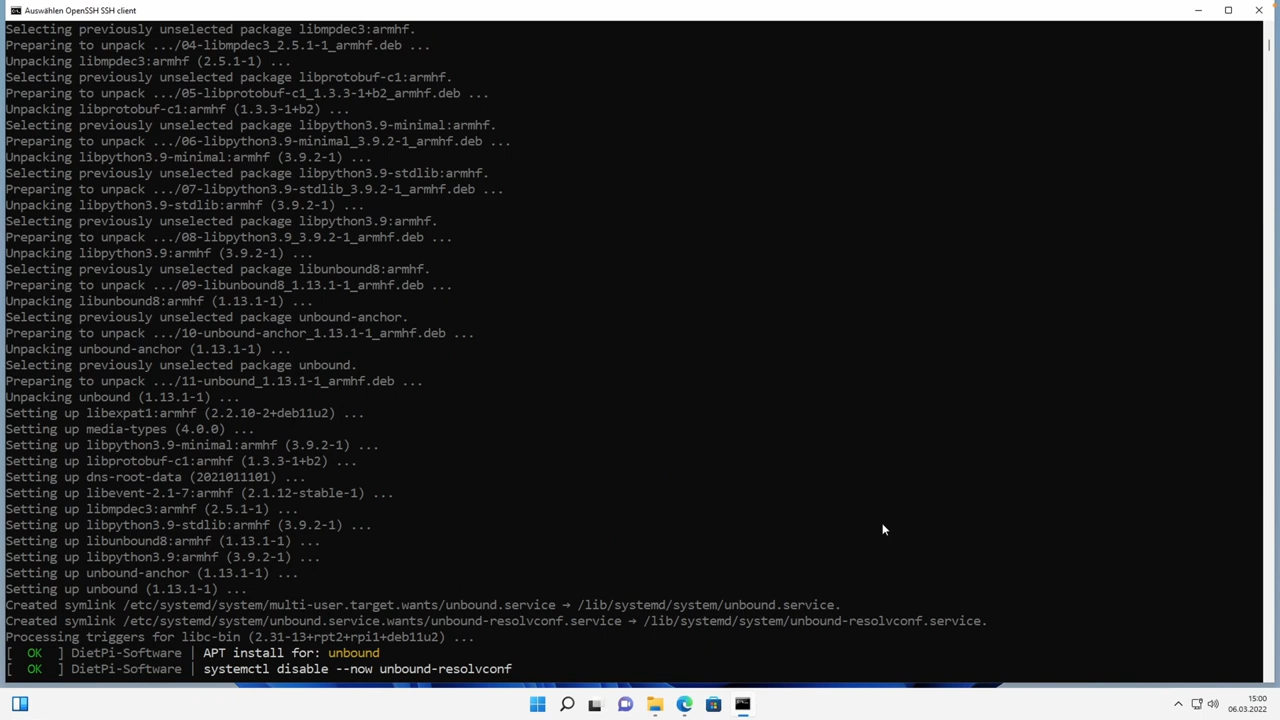 Auswählen OpenSSH SSH client
Selecting previously unselected package libmpdec3:armhf.
Preparing to unpack .../04-libmpdec3_2.5.1-1_armhf.deb ...
Unpacking libmpdec3:armhf (2.5.1-1) ...
Selecting previously unselected package libprotobuf-c1:armhf.
Preparing to unpack .../05-libprotobuf-c1_1.3.3-1+b2_armhf.deb ...
Unpacking libprotobuf-c1:armhf (1.3.3-1+b2) ...
Selecting previously unselected package libpython3.9-minimal:armhf.
Preparing to unpack .../06-libpython3.9-minimal_3.9.2-1_armhf.deb ...
Unpacking libpython3.9-minimal:armhf (3.9.2-1) ...
Selecting previously unselected package libpython3.9-stdlib:armhf.
Preparing to unpack .../07-libpython3.9-stdlib_3.9.2-1_armhf.deb ...
Unpacking libpython3.9-stdlib:armhf (3.9.2-1) ...
Selecting previously unselected package libpython3.9:armhf.
Preparing to unpack .../08-libpython3.9_3.9.2-1_armhf.deb ...
Unpacking libpython3.9:armhf (3.9.2-1) ...
Selecting previously unselected package libunbound8:armhf.
Preparing to unpack .../09-libunbound8_1.13.1-1_armhf.deb ...
Unpacking libunbound8:armhf (1.13.1-1) ...
Selecting previously unselected package unbound-anchor.
Preparing to unpack .../10-unbound-anchor_1.13.1-1_armhf.deb ...
Unpacking unbound-anchor (1.13.1-1) ...
Selecting previously unselected package unbound.
Preparing to unpack .../11-unbound_1.13.1-1_armhf.deb ...
Unpacking unbound (1.13.1-1) ...
Setting up libexpat1:armhf (2.2.10-2+deb11u2) ...
Setting up media-types (4.0.0) ...
Setting up libpython3.9-minimal:armhf (3.9.2-1) ...
Setting up libprotobuf-c1:armhf (1.3.3-1+b2) ...
Setting up dns-root-data (2021011101) ...
Setting up libevent-2.1-7:armhf (2.1.12-stable-1) ...
Setting up libmpdec3:armhf (2.5.1-1) ...
Setting up libpython3.9-stdlib:armhf (3.9.2-1) ...
Setting up libunbound8:armhf (1.13.1-1) ...
Setting up libpython3.9:armhf (3.9.2-1) ...
Setting up unbound-anchor (1.13.1-1) ...
Setting up unbound (1.13.1-1) ...
Created symlink /etc/systemd/system/multi-user.target.wants/unbound.service → /lib/systemd/system/unbound.service.
Created symlink /etc/systemd/system/unbound.service.wants/unbound-resolvconf.service → /lib/systemd/system/unbound-resolvconf.service.
Processing triggers for libc-bin (2.31-13+rpt2+rpi1+deb11u2) ...
[  OK  ] DietPi-Software | APT install for: unbound
[  OK  ] DietPi-Software | systemctl disable --now unbound-resolvconf
15:00
06.03.2022